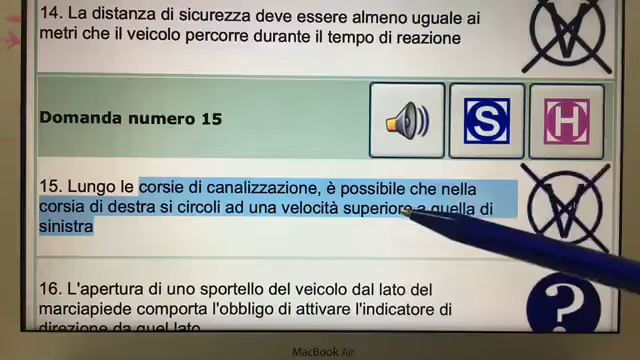 14. La distanza di sicurezza deve essere almeno uguale ai
metri che il veicolo percorre durante il tempo di reazione
V
Domanda numero 15
S
H
15. Lungo le corsie di canalizzazione, è possibile che nella
corsia di destra si circoli ad una velocità superiore a quella di
sinistra
V
16. L'apertura di uno sportello del veicolo dal lato del
marciapiede comporta l'obbligo di attivare l'indicatore di
direzione da quel lato
?
MacBook Air